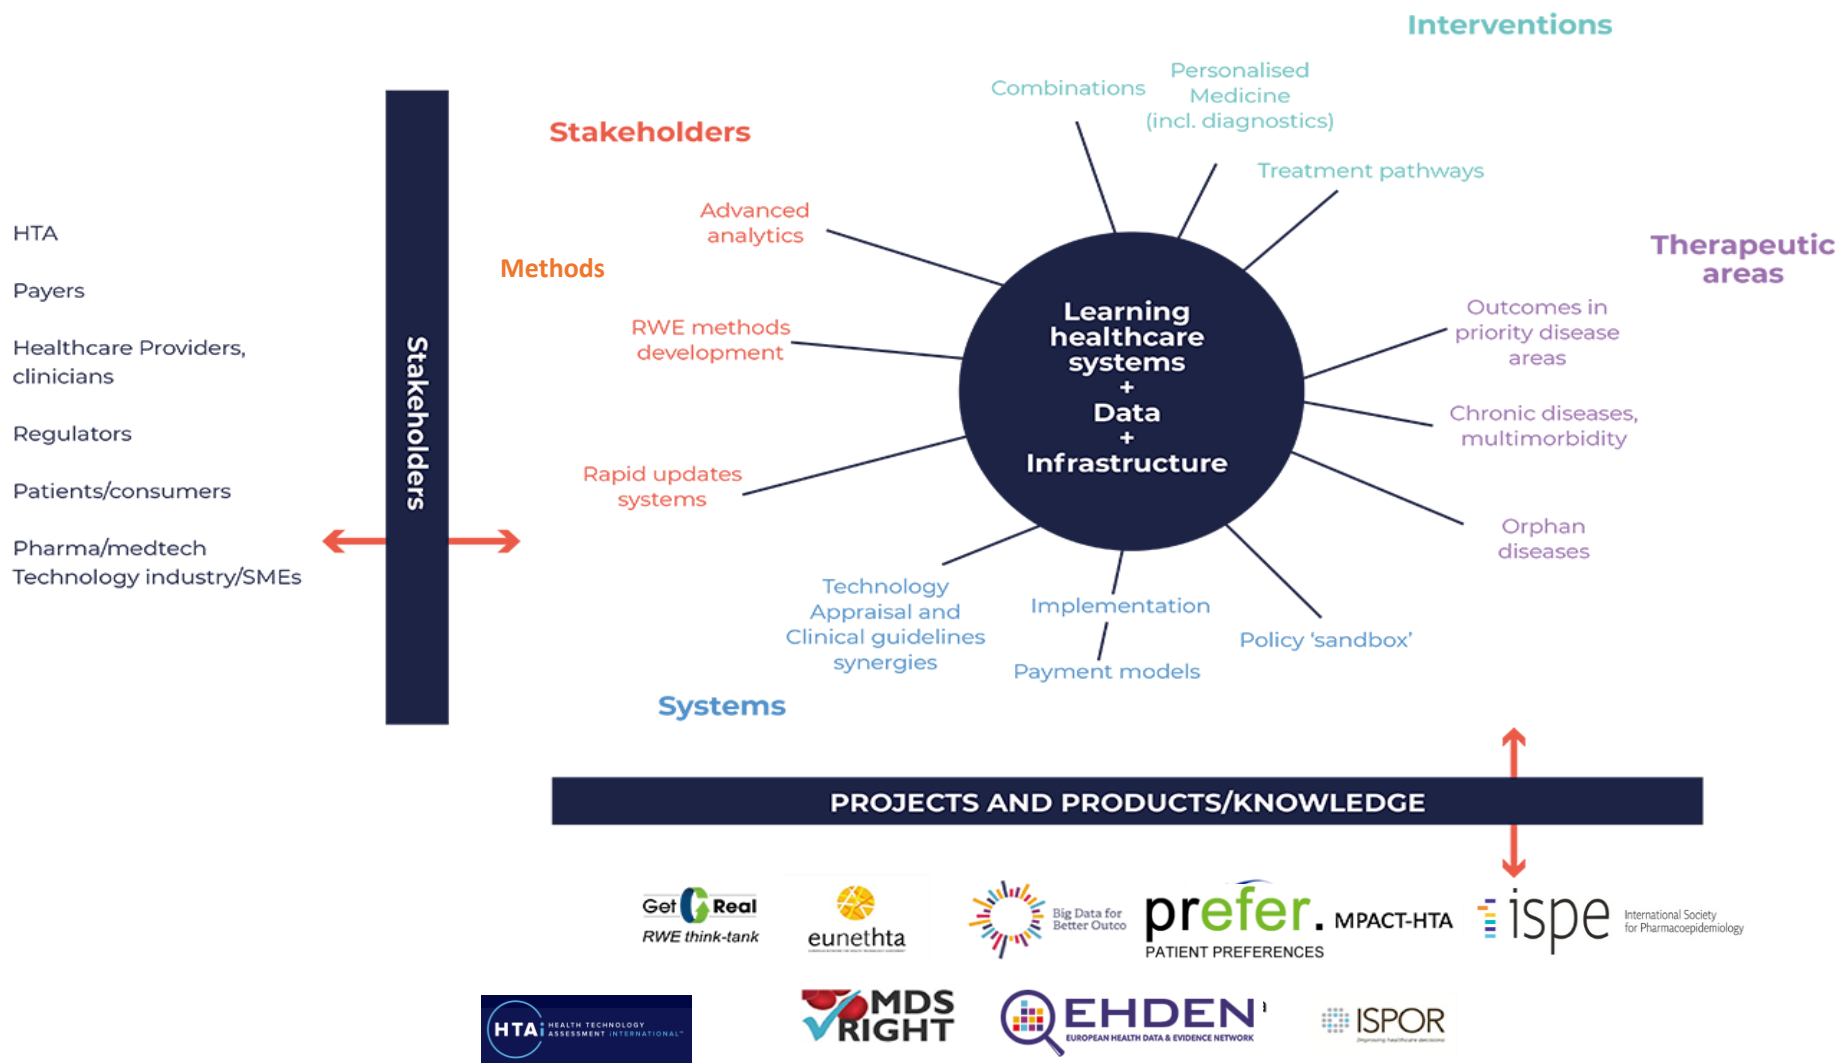 Interventions
Combinations
Personalised
Medicine
(incl. diagnostics)
Treatment pathways
Stakeholders
Advanced
analytics
Methods
RWE methods
development
Rapid updates
systems
HTA
Payers
Healthcare Providers,
clinicians
Regulators
Patients/consumers
Pharma/medtech
Technology industry/SMEs
Stakeholders
Learning
healthcare
systems
+
Data
+
Infrastructure
Therapeutic
areas
Outcomes in
priority disease
areas
Chronic diseases,
multimorbidity
Orphan
diseases
Technology
Appraisal and
Clinical guidelines
synergies
Implementation
Payment models
Policy ‘sandbox’
Systems
PROJECTS AND PRODUCTS/KNOWLEDGE
Get Real
RWE think-tank
eunethta
Big Data for
Better Outco
prefer.
PATIENT PREFERENCES
MPACT-HTA
ispe
International Society
for Pharmacoepidemiology
HTAi
HEALTH TECHNOLOGY
ASSESSMENT INTERNATIONAL
MDS
RIGHT
EHDEN
EUROPEAN HEALTH DATA & EVIDENCE NETWORK
ISPOR
Improving healthcare decisions